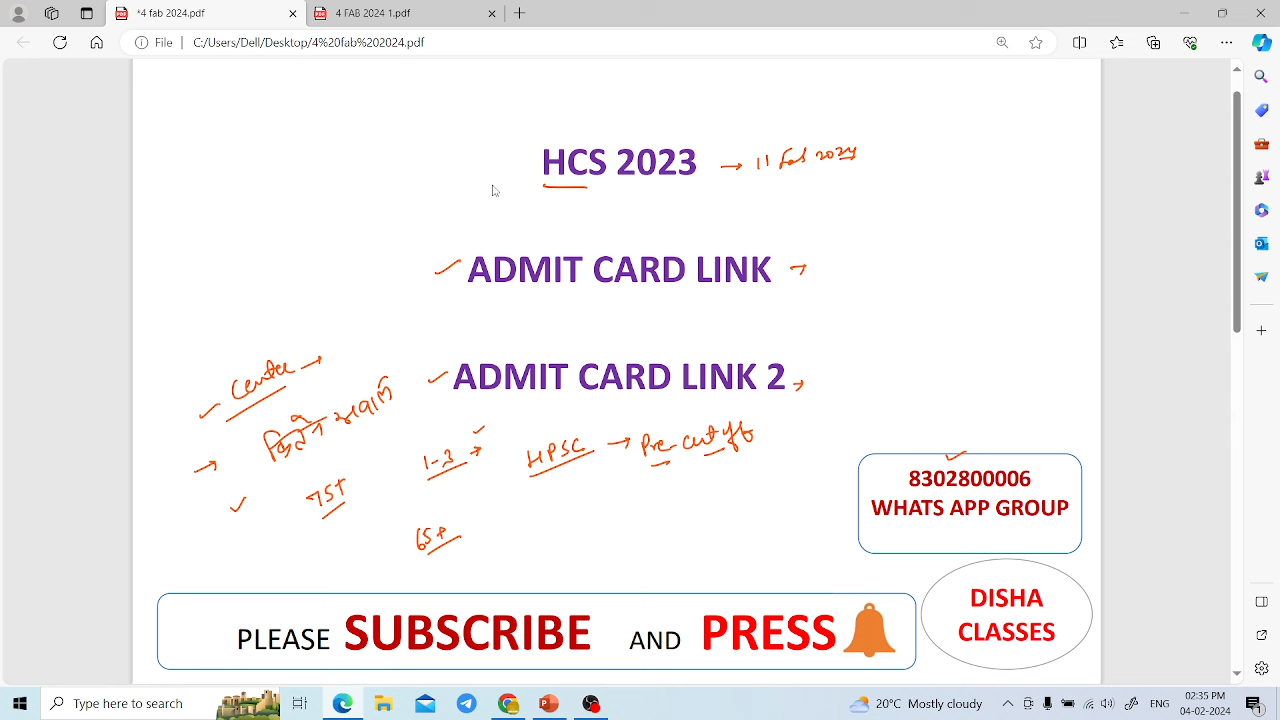 *4 fab 2024.pdf
4 FAB 2024 1.pdf
File C:/Users/Dell/Desktop/4%20fab%202024.pdf
HCS 2023 → 11 Feb 2024
ADMIT CARD LINK
ADMIT CARD LINK 2
Center →
कितने सवाल
1-3
HPSC → Pre cut off
75+
65+
8302800006
WHATS APP GROUP
PLEASE SUBSCRIBE AND PRESS
DISHA
CLASSES
Type here to search
20°C Mostly cloudy
ENG
02:35 PM
04-02-2024